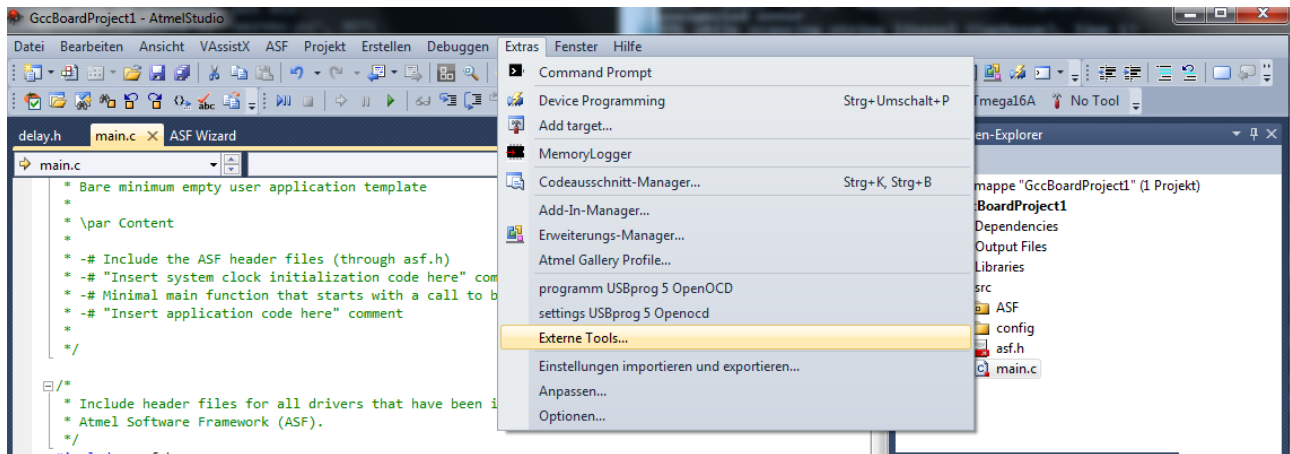 GccBoardProject1 - AtmelStudio
Datei Bearbeiten Ansicht VAssistX ASF Projekt Erstellen Debuggen Extras Fenster Hilfe
Command Prompt
Device Programming Strg+Umschalt+P
Add target...
MemoryLogger
Codeausschnitt-Manager... Strg+K, Strg+B
Add-In-Manager...
Erweiterungs-Manager...
Atmel Gallery Profile...
programm USBprog 5 OpenOCD
settings USBprog 5 Openocd
Externe Tools...
Einstellungen importieren und exportieren...
Anpassen...
Optionen...
Tmega16A No Tool
delay.h main.c ASF Wizard
main.c
* Bare minimum empty user application template
*
* \par Content
*
* -# Include the ASF header files (through asf.h)
* -# "Insert system clock initialization code here" com
* -# Minimal main function that starts with a call to b
* -# "Insert application code here" comment
*
*/
/*
* Include header files for all drivers that have been i
* Atmel Software Framework (ASF).
*/
en-Explorer
mappe "GccBoardProject1" (1 Projekt)
cBoardProject1
Dependencies
Output Files
Libraries
src
ASF
config
asf.h
main.c